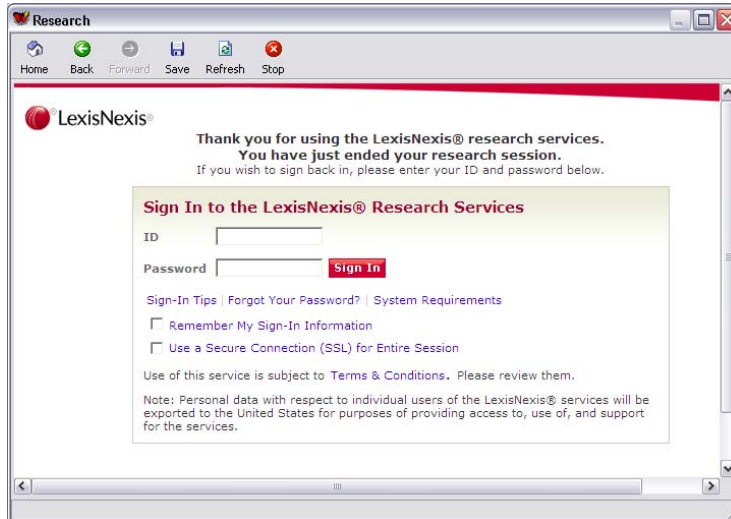 Research
Home Back Forward Save Refresh Stop
LexisNexis®
Thank you for using the LexisNexis® research services.
You have just ended your research session.
If you wish to sign back in, please enter your ID and password below.
Sign In to the LexisNexis® Research Services
ID
Password Sign In
Sign-In Tips | Forgot Your Password? | System Requirements
Remember My Sign-In Information
Use a Secure Connection (SSL) for Entire Session
Use of this service is subject to Terms & Conditions. Please review them.
Note: Personal data with respect to individual users of the LexisNexis® services will be
exported to the United States for purposes of providing access to, use of, and support
for the services.